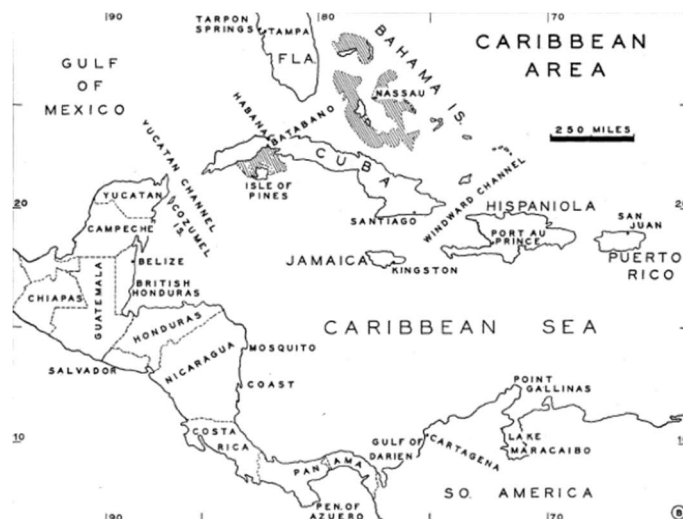 90
80
70
TARPON
SPRINGS
TAMPA
FLA.
BAHAMA IS.
CARIBBEAN
AREA
GULF
OF
MEXICO
NASSAU
250 MILES
HABANA
BATABANO
YUCATAN CHANNEL
CUBA
ISLE OF
PINES
WINDWARD CHANNEL
20
YUCATAN
COZUMEL
IS.
CAMPECHE
SANTIAGO
HISPANIOLA
PORT AU
PRINCE
SAN
JUAN
PUERTO
RICO
JAMAICA
KINGSTON
BELIZE
BRITISH
HONDURAS
CHIAPAS
GUATEMALA
HONDURAS
CARIBBEAN SEA
NICARAGUA
MOSQUITO
COAST
SALVADOR
POINT
GALLINAS
COSTA
RICA
10
GULF OF
DARIEN
CARTAGENA
LAKE
MARACAIBO
PANAMA
PEN. OF
AZUERO
SO. AMERICA
90
70